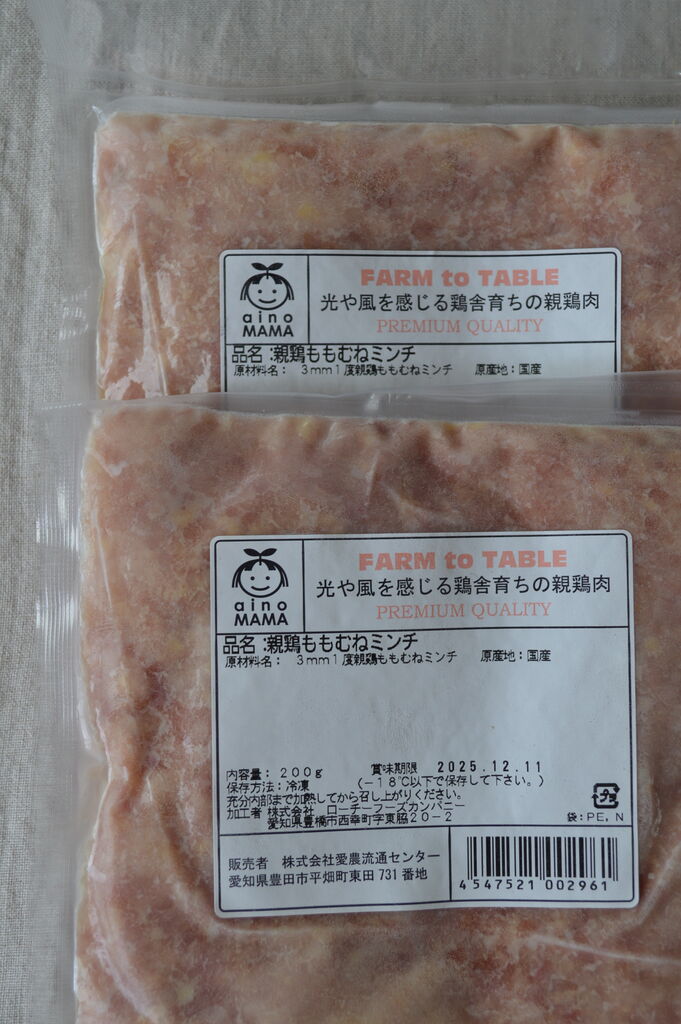 aino
MAMA
FARM to TABLE
光や風を感じる鶏舎育ちの親鶏肉
PREMIUM QUALITY
品名:親鶏ももむねミンチ
原材料名: 3mm1度親鶏ももむねミンチ 原産地:国産
aino
MAMA
FARM to TABLE
光や風を感じる鶏舎育ちの親鶏肉
PREMIUM QUALITY
品名:親鶏ももむねミンチ
原材料名: 3mm1度親鶏ももむねミンチ 原産地:国産
内容量: 200g 賞味期限 2025.12.11
保存方法:冷凍 (-18℃以下で保存して下さい。)
充分内部まで加熱してから召し上がりください。
加工者 株式会社 ローチーフーズカンパニー
愛知県豊橋市西幸町字東脇20-2
プラ
袋:PE, N
販売者 株式会社愛農流通センター
愛知県豊田市平畑町東田 731 番地
4 547521 002961